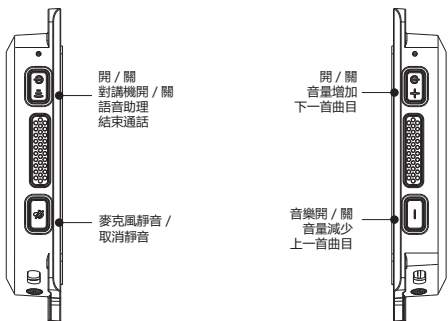 開 / 關
對講機開 / 關
語音助理
結束通話
麥克風靜音 /
取消靜音
開 / 關
音量增加
下一首曲目
音樂開 / 關
音量減少
上一首曲目